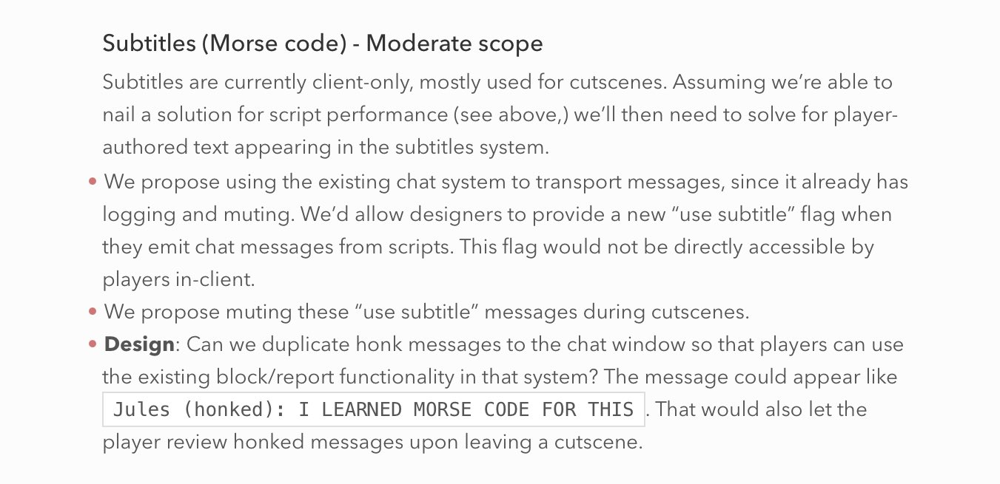 Subtitles (Morse code) - Moderate scope
Subtitles are currently client-only, mostly used for cutscenes. Assuming we’re able to
nail a solution for script performance (see above,) we’ll then need to solve for player-
authored text appearing in the subtitles system.
• We propose using the existing chat system to transport messages, since it already has
logging and muting. We’d allow designers to provide a new “use subtitle” flag when
they emit chat messages from scripts. This flag would not be directly accessible by
players in-client.
• We propose muting these “use subtitle” messages during cutscenes.
• Design: Can we duplicate honk messages to the chat window so that players can use
the existing block/report functionality in that system? The message could appear like
Jules (honked): I LEARNED MORSE CODE FOR THIS. That would also let the
player review honked messages upon leaving a cutscene.